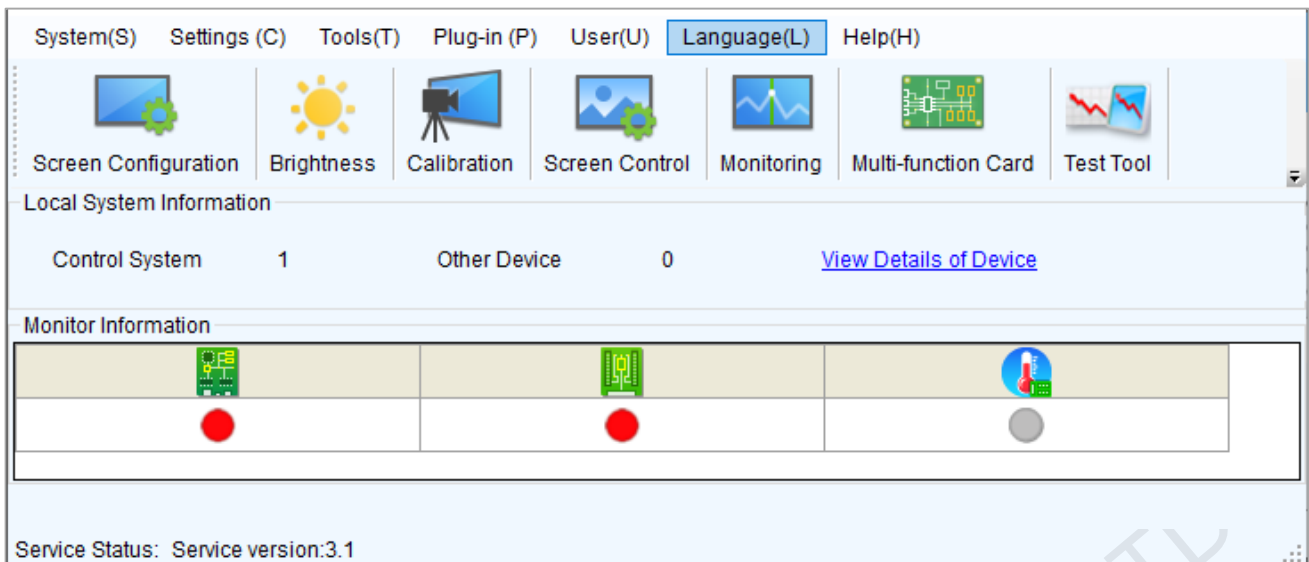 System(S) Settings (C) Tools(T) Plug-in (P) User(U) Language(L) Help(H)
Screen Configuration Brightness Calibration Screen Control Monitoring Multi-function Card Test Tool
Local System Information
Control System 1 Other Device 0 View Details of Device
Monitor Information
Service Status: Service version:3.1